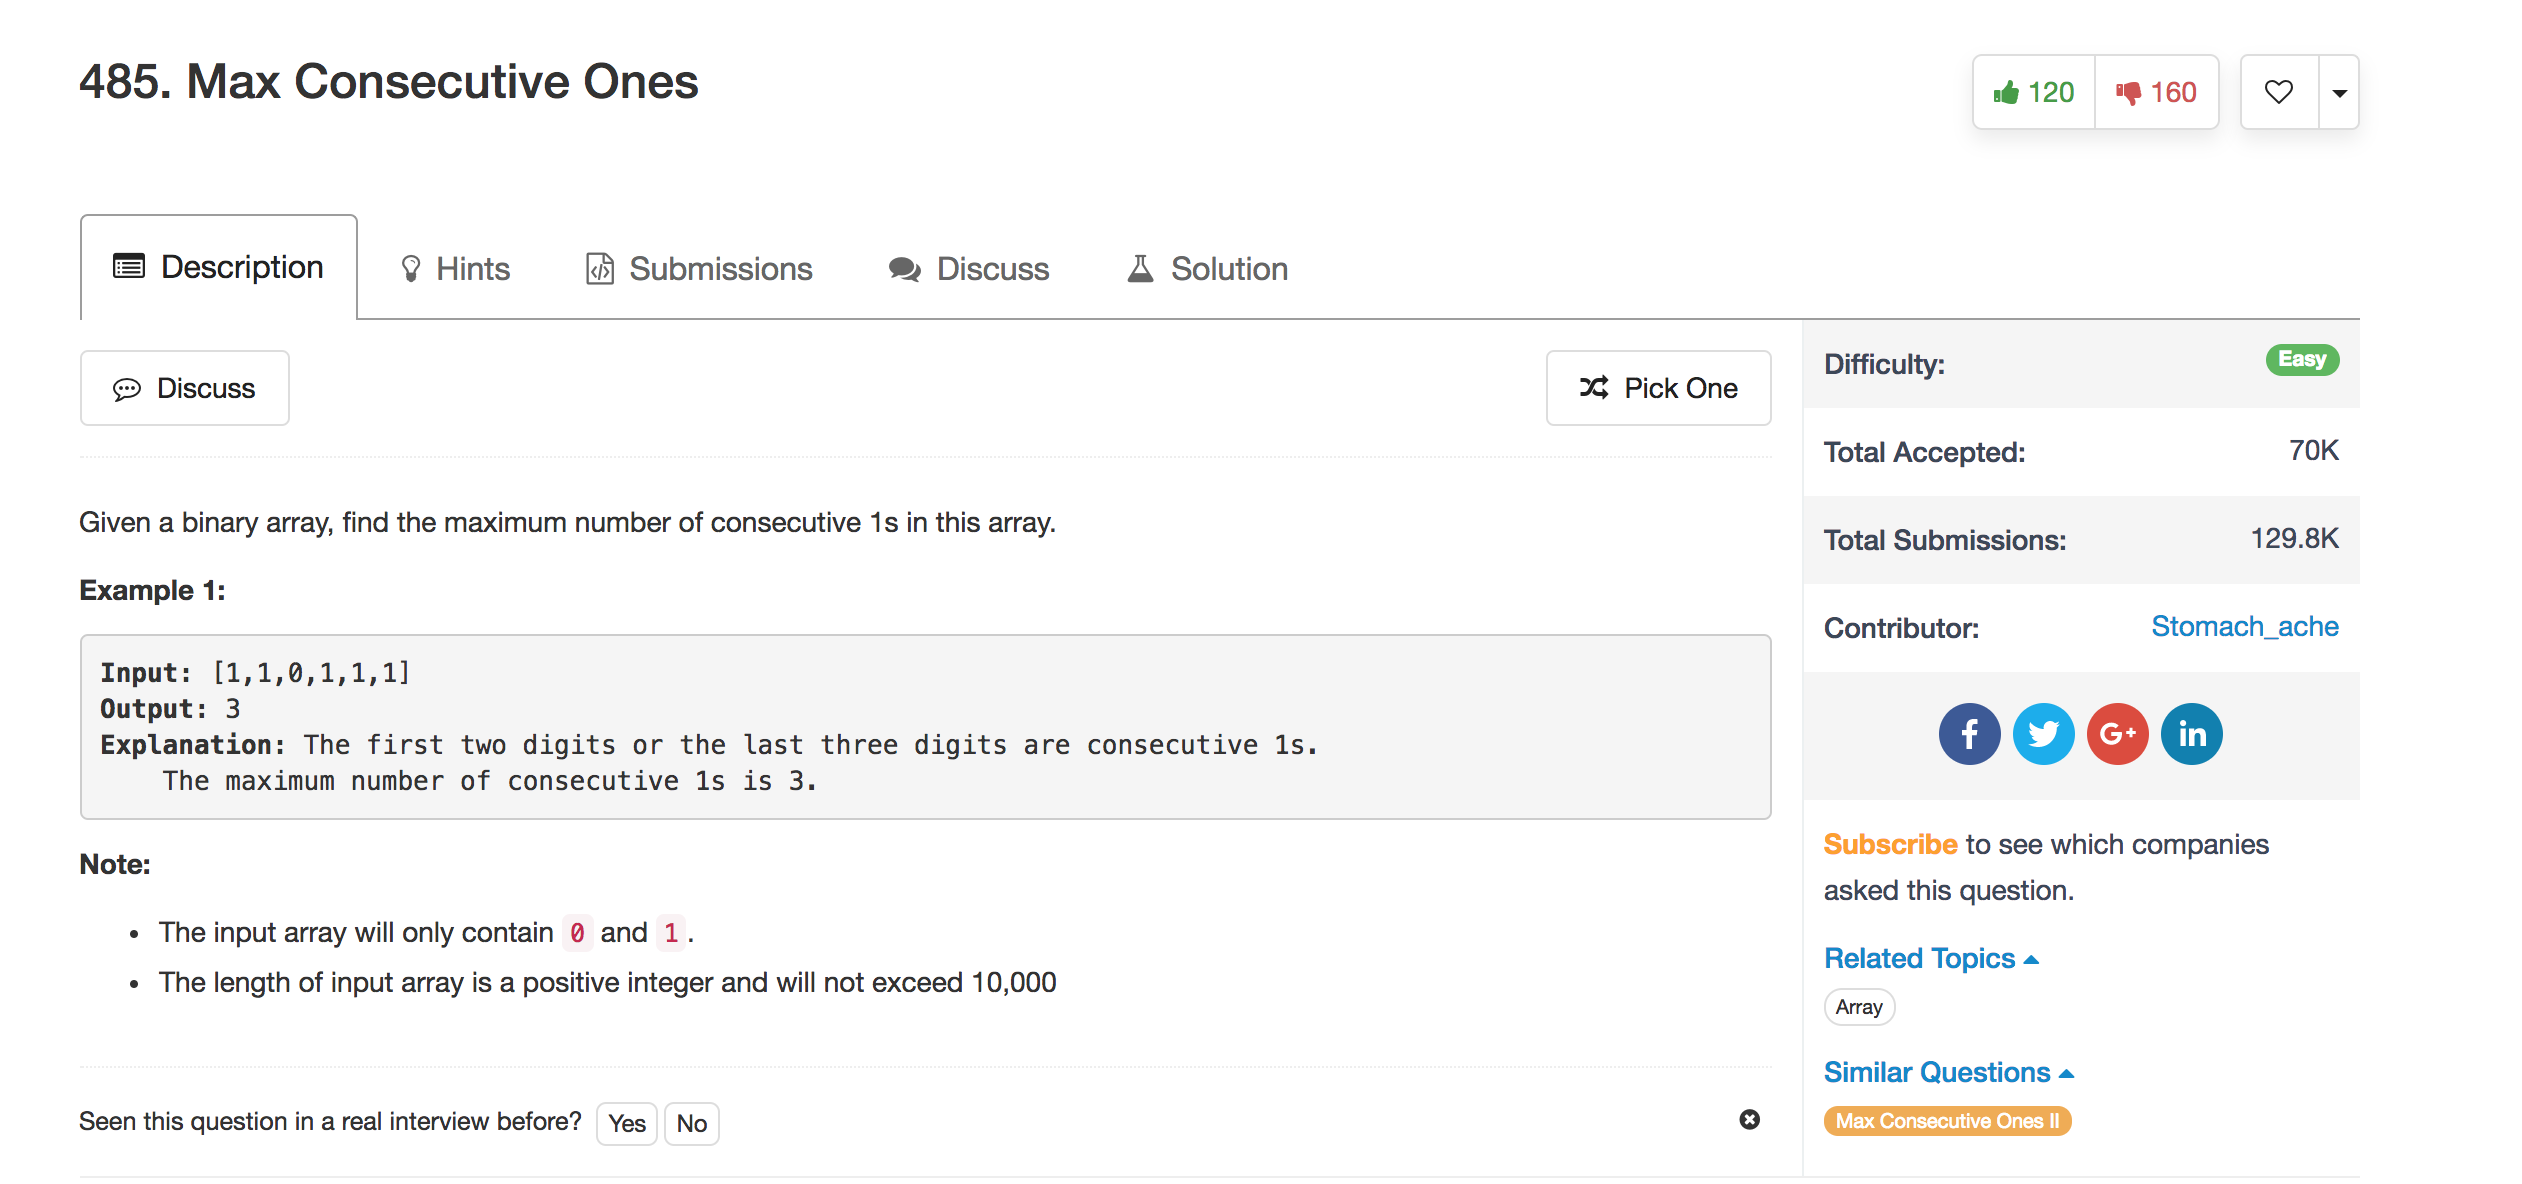 485. Max Consecutive Ones
120
160
Description
Hints
Submissions
Discuss
Solution
Discuss
Pick One
Given a binary array, find the maximum number of consecutive 1s in this array.
Example 1:
Input: [1,1,0,1,1,1]
Output: 3
Explanation: The first two digits or the last three digits are consecutive 1s.
The maximum number of consecutive 1s is 3.
Note:
• The input array will only contain 0 and 1.
• The length of input array is a positive integer and will not exceed 10,000
Seen this question in a real interview before? Yes No
Difficulty: Easy
Total Accepted: 70K
Total Submissions: 129.8K
Contributor: Stomach_ache
f
G+
in
Subscribe to see which companies
asked this question.
Related Topics
Array
Similar Questions
Max Consecutive Ones II